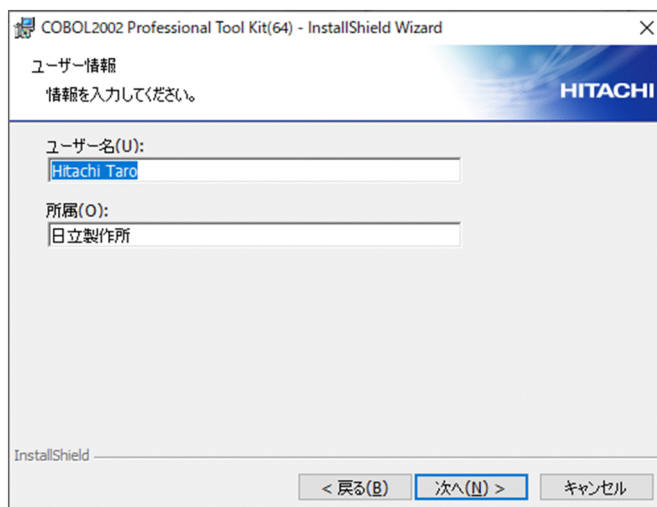 COBOL2002 Professional Tool Kit(64) - InstallShield Wizard
ユーザー情報
情報を入力してください。
HITACHI
ユーザー名(U):
Hitachi Taro
所属(O):
日立製作所
InstallShield
< 戻る(B)
次へ(N) >
キャンセル